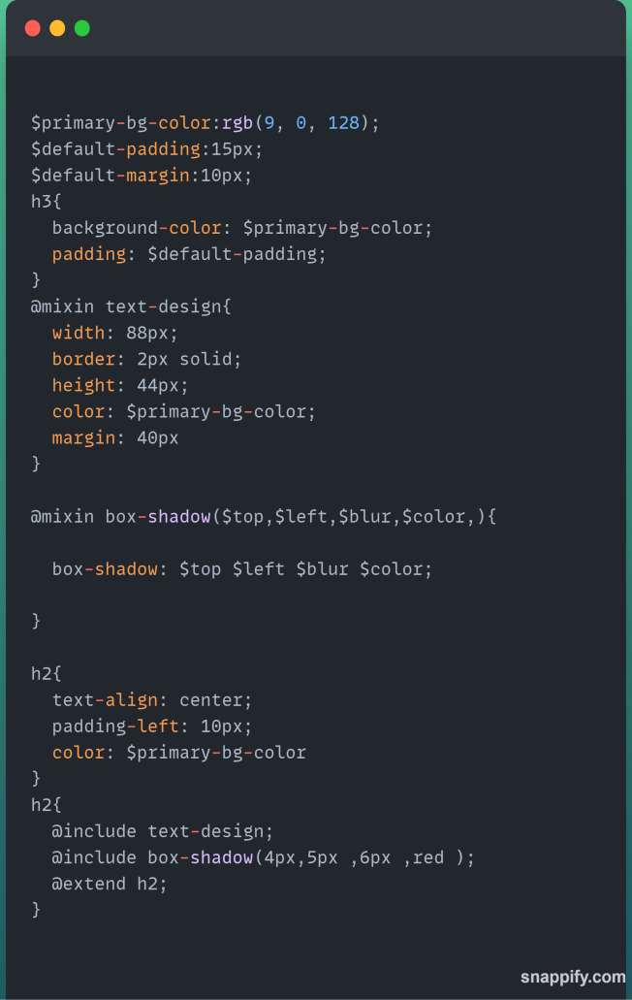 $primary-bg-color:rgb(9, 0, 128);
$default-padding:15px;
$default-margin:10px;
h3{
  background-color: $primary-bg-color;
  padding: $default-padding;
}
@mixin text-design{
  width: 88px;
  border: 2px solid;
  height: 44px;
  color: $primary-bg-color;
  margin: 40px
}
@mixin box-shadow($top,$left,$blur,$color,){
  box-shadow: $top $left $blur $color;
}
h2{
  text-align: center;
  padding-left: 10px;
  color: $primary-bg-color
}
h2{
  @include text-design;
  @include box-shadow(4px,5px ,6px ,red );
  @extend h2;
}
snappify.com